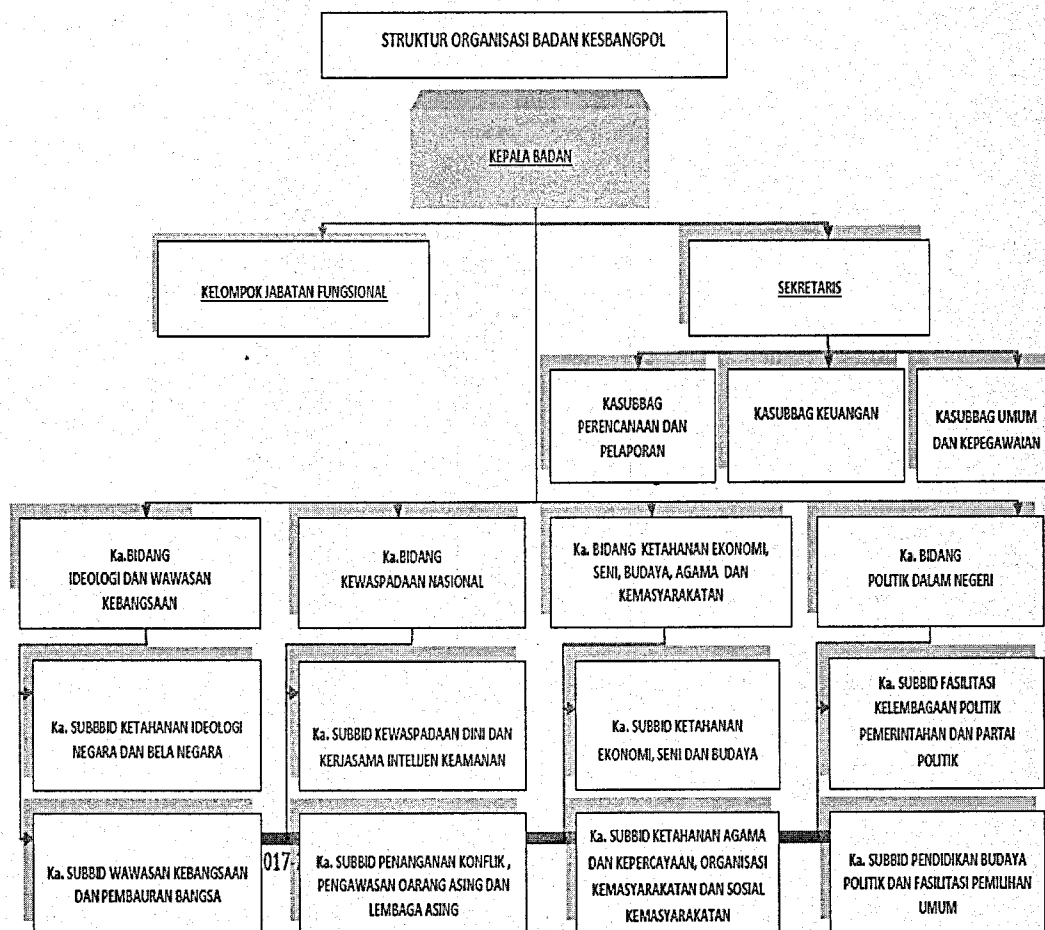 STRUKTUR ORGANISASI BADAN KESBANGPOL
KEPALA BADAN
KELOMPOK JABATAN FUNGSIONAL
SEKRETARIS
KASUBBAG
PERENCANAAN DAN
PELAPORAN
KASUBBAG KEUANGAN
KASUBBAG UMUM
DAN KEPEGAWAIAN
Ka.BIDANG
IDEOLOGI DAN WAWASAN
KEBANGSAAN
Ka.BIDANG
KEWASPADAAN NASIONAL
Ka. BIDANG KETAHANAN EKONOMI,
SENI, BUDAYA, AGAMA DAN
KEMASYARAKATAN
Ka. BIDANG
POLITIK DALAM NEGERI
Ka. SUBBBID KETAHANAN IDEOLOGI
NEGARA DAN BELA NEGARA
Ka. SUBBID KEWASPADAAN DINI DAN
KERJASAMA INTELIJEN KEAMANAN
Ka. SUBBID KETAHANAN
EKONOMI, SENI DAN BUDAYA
Ka. SUBBID FASILITASI
KELEMBAGAAN POLITIK
PEMERINTAHAN DAN PARTAI
POLITIK
Ka. SUBBID WAWASAN KEBANGSAAN
DAN PEMBAURAN BANGSA
017
Ka. SUBBID PENANGANAN KONFLIK ,
PENGAWASAN OARANG ASING DAN
LEMBAGA ASING
Ka. SUBBID KETAHANAN AGAMA
DAN KEPERCAYAAN, ORGANISASI
KEMASYARAKATAN DAN SOSIAL
KEMASYARAKATAN
Ka. SUBBID PENDIDIKAN BUDAYA
POLITIK DAN FASILITASI PEMILIHAN
UMUM